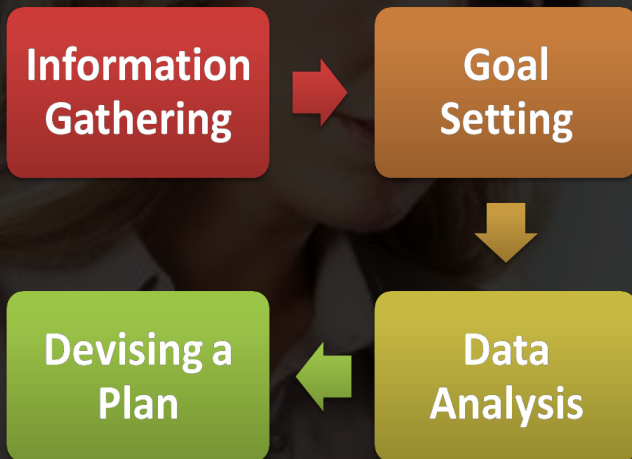 Information
Gathering
Goal
Setting
Data
Analysis
Devising a
Plan